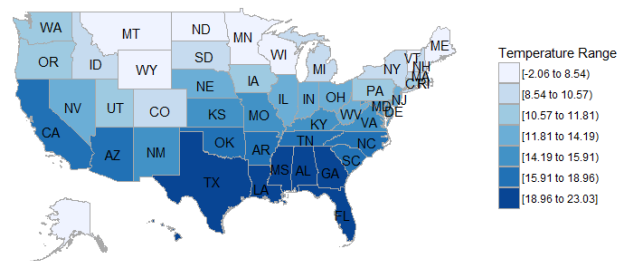 WA MT ND MN ME
OR ID SD WI MI NY VT NH MA
WY IA PA CT RI
NV UT CO NE IL IN OH NJ
CA KS MO WV MD DE
AZ NM OK AR KY VA
TN NC
TX LA MS AL GA SC
FL
Temperature Range
[-2.06 to 8.54)
[8.54 to 10.57)
[10.57 to 11.81)
[11.81 to 14.19)
[14.19 to 15.91)
[15.91 to 18.96)
[18.96 to 23.03]